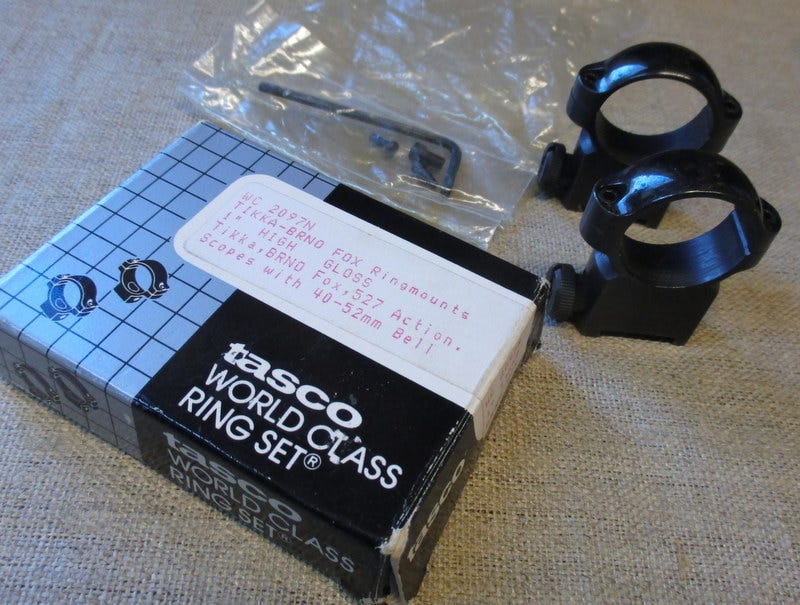 WC 2097N
TIKKA-BRNO FOX Ringmounts
1" HIGH GLOSS
Tikka,BRNO Fox,527 Action.
Scopes with 40-52mm Bell
tasco
WORLD CLASS
RING SET®
tasco
WORLD CLASS
RING SET®
tasco